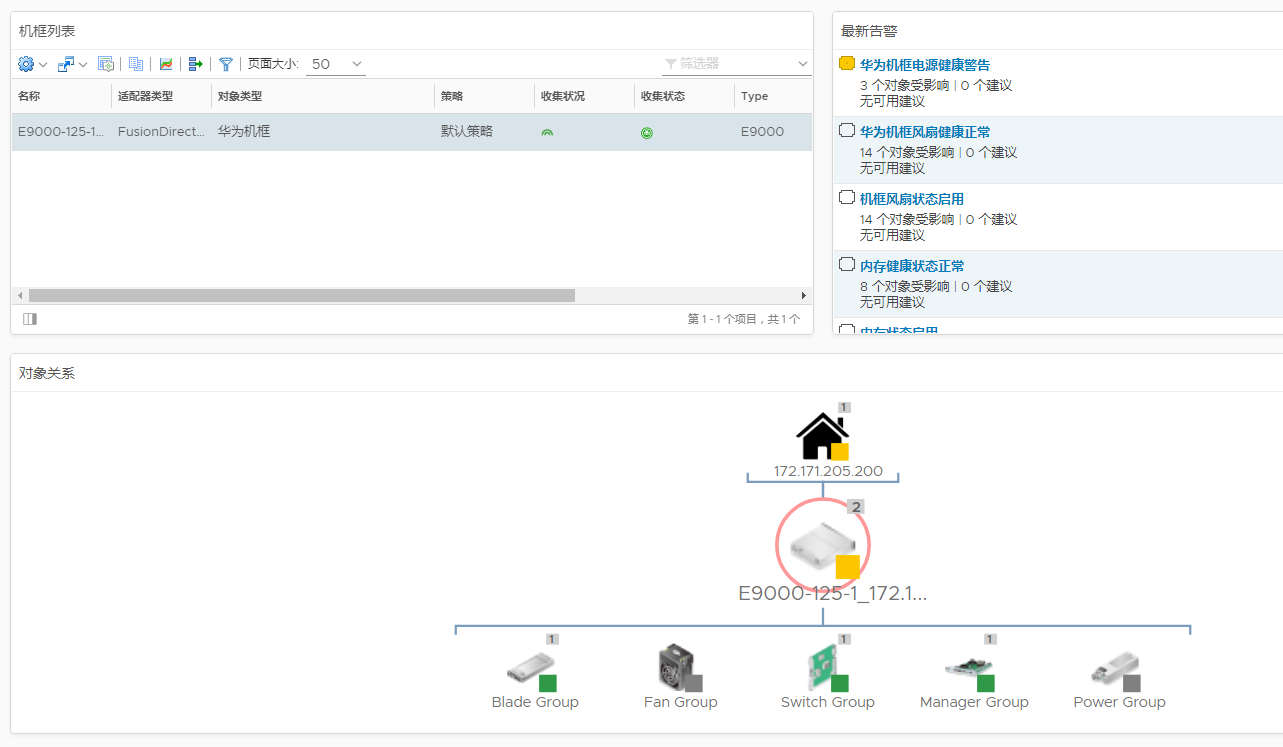 机框列表
页面大小: 50
筛选器
名称 适配器类型 对象类型 策略 收集状况 收集状态 Type
E9000-125-1... FusionDirect... 华为机框 默认策略 E9000
第 1 - 1 个项目，共 1 个
最新告警
华为机框电源健康警告
3 个对象受影响 | 0 个建议
无可用建议
华为机框风扇健康正常
14 个对象受影响 | 0 个建议
无可用建议
机框风扇状态启用
14 个对象受影响 | 0 个建议
无可用建议
内存健康状态正常
8 个对象受影响 | 0 个建议
无可用建议
内存状态启用
对象关系
1
172.171.205.200
2
E9000-125-1_172.1...
1 1 1
Blade Group Fan Group Switch Group Manager Group Power Group